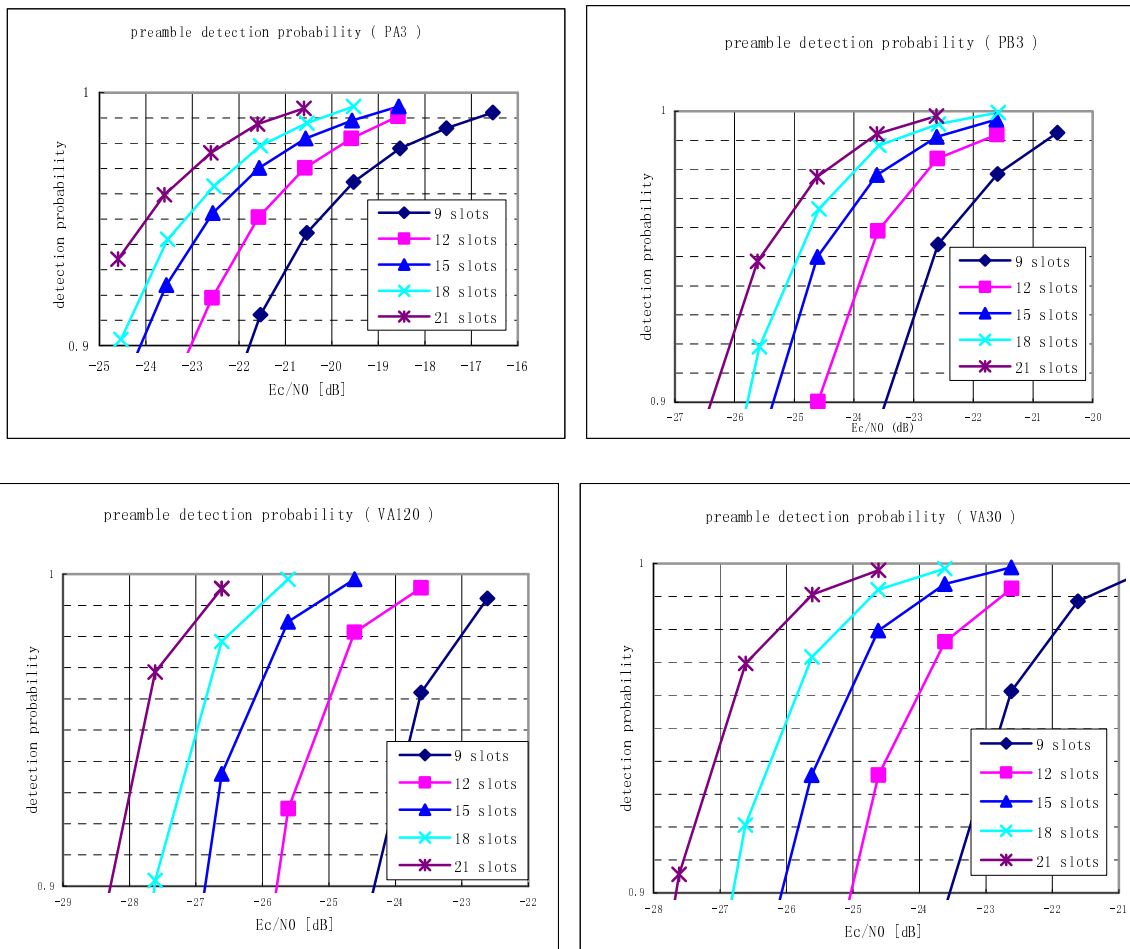 preamble detection probability ( PA3 )
detection probability
1
0.9
-25 -24 -23 -22 -21 -20 -19 -18 -17 -16
Ec/N0 [dB]
9 slots
12 slots
15 slots
18 slots
21 slots
preamble detection probability ( PB3 )
detection probability
1
0.9
-27 -26 -25 -24 -23 -22 -21 -20
Ec/N0 (dB)
9 slots
12 slots
15 slots
18 slots
21 slots
preamble detection probability ( VA120 )
detection probability
1
0.9
-29 -28 -27 -26 -25 -24 -23 -22
Ec/N0 [dB]
9 slots
12 slots
15 slots
18 slots
21 slots
preamble detection probability ( VA30 )
detection probability
1
0.9
-28 -27 -26 -25 -24 -23 -22 -21
Ec/N0 [dB]
9 slots
12 slots
15 slots
18 slots
21 slots